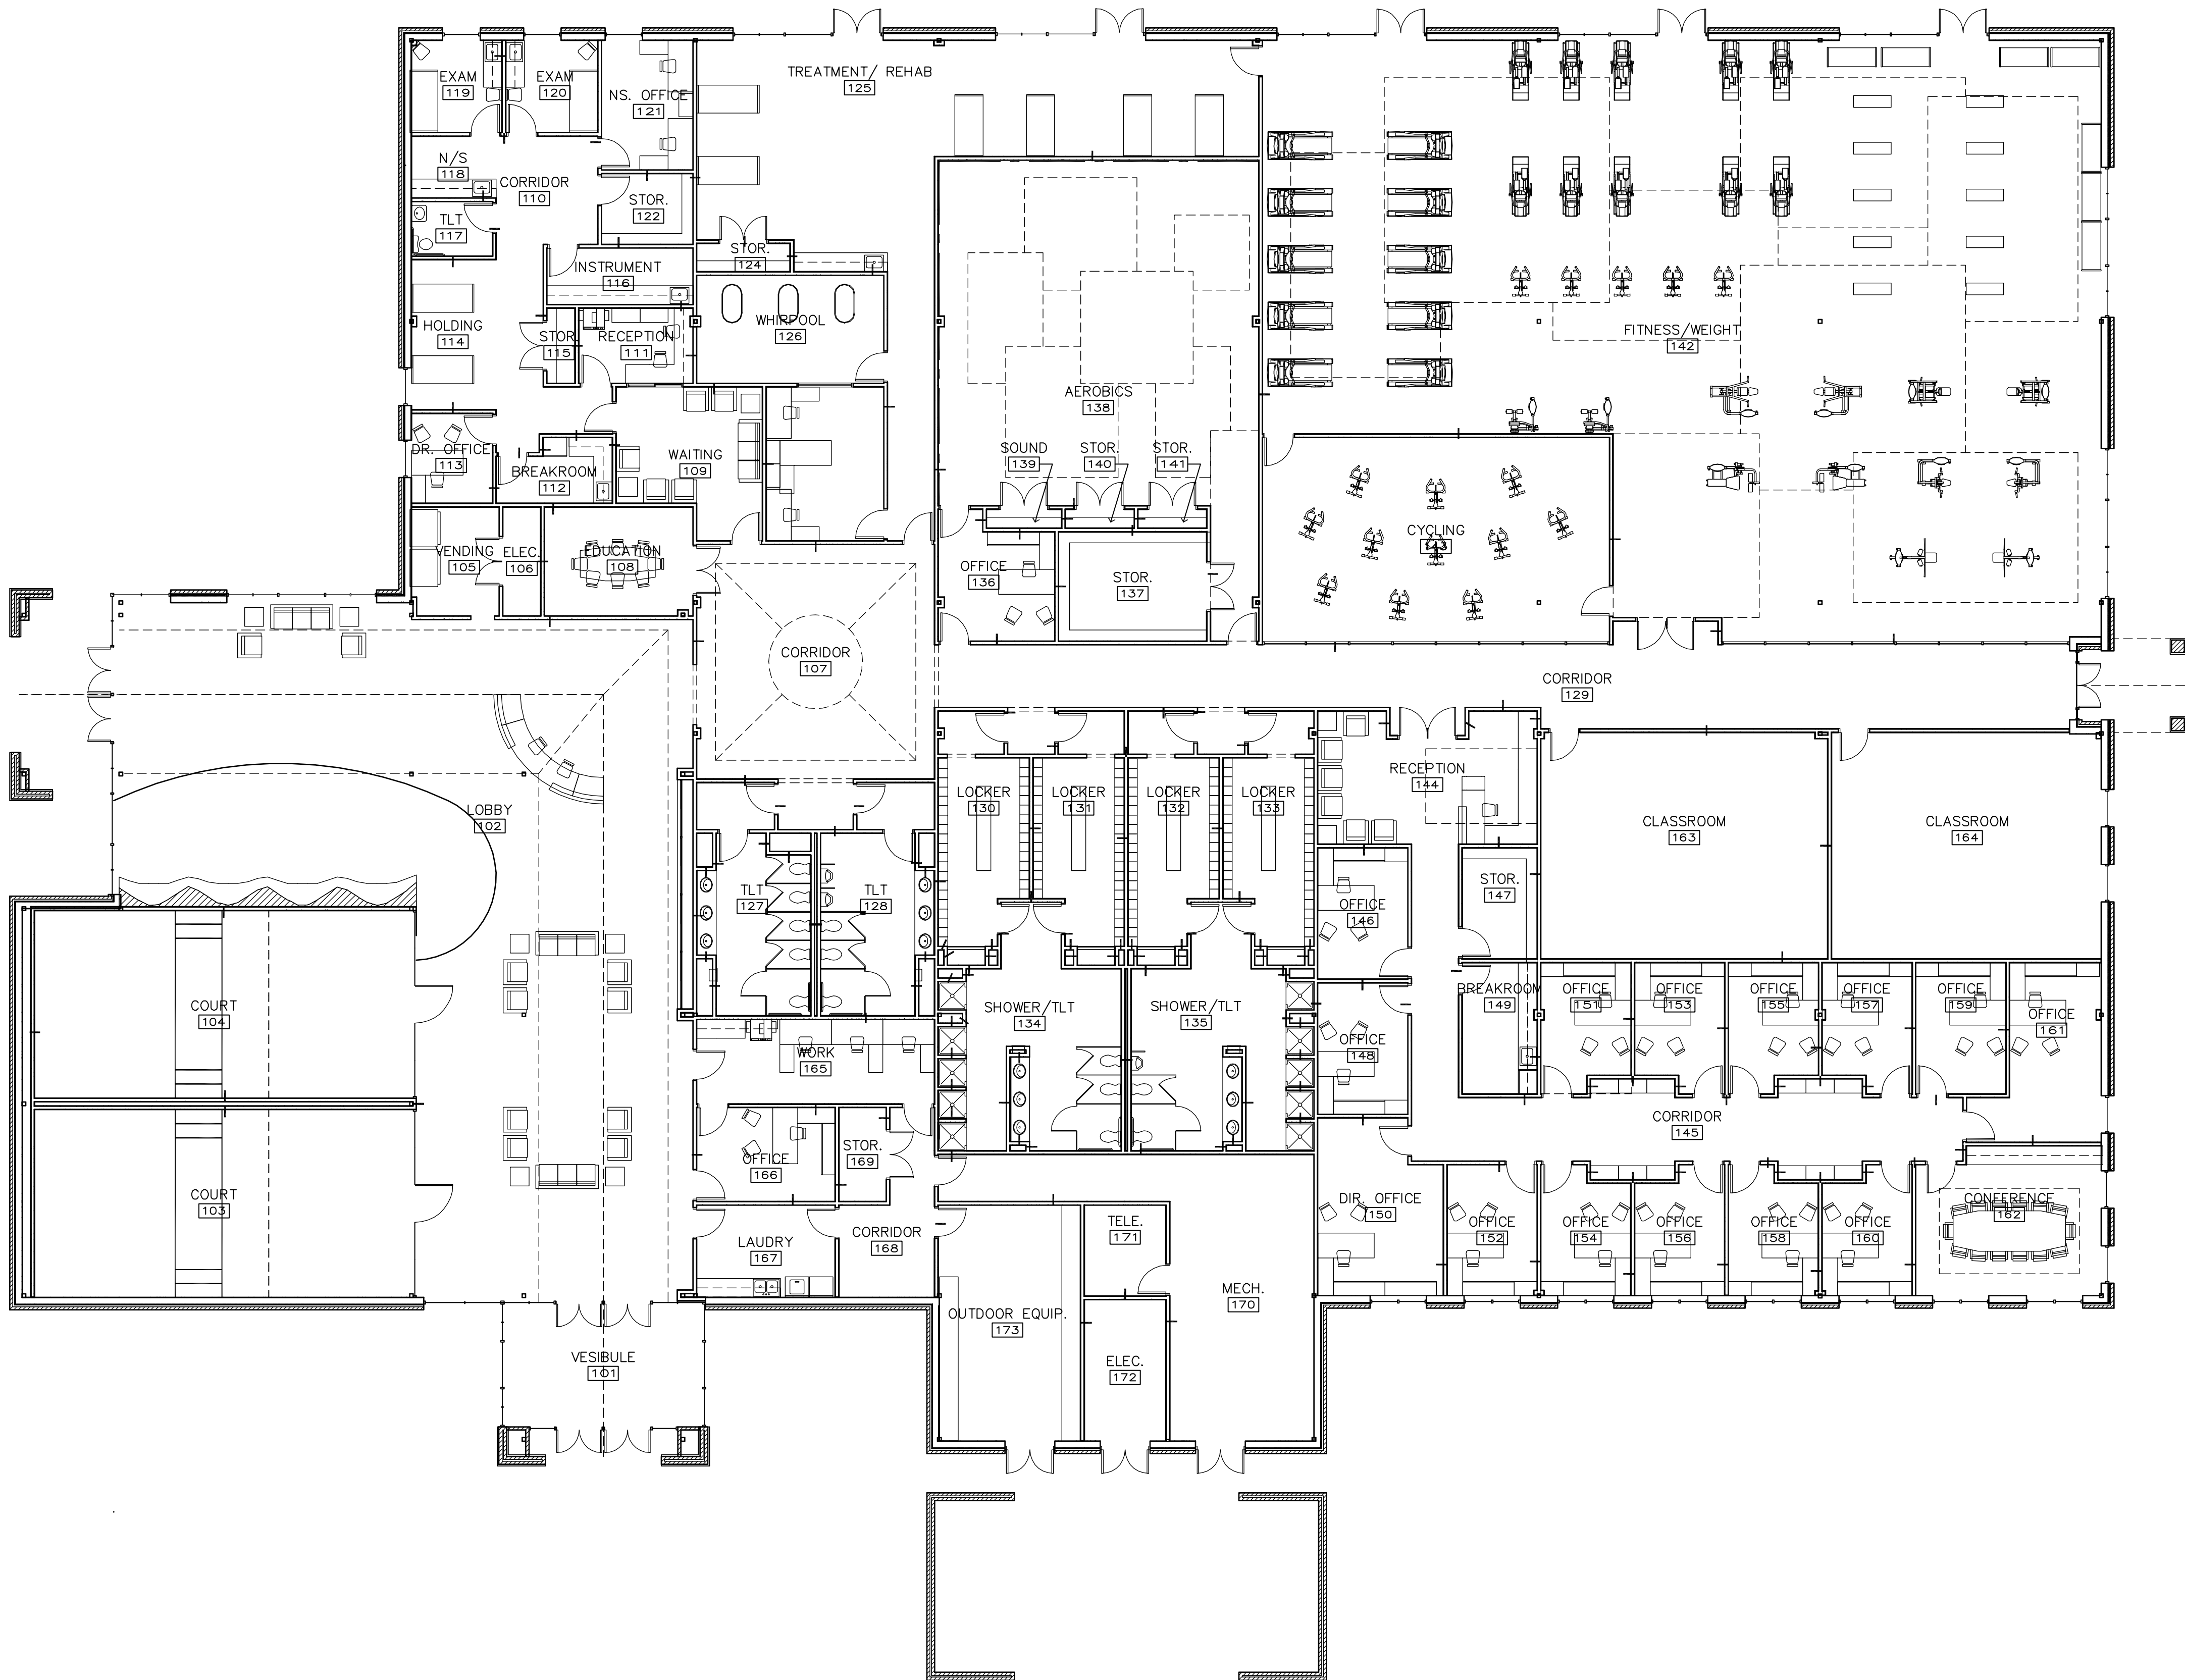 TREATMENT/ REHAB
125
EXAM
119
EXAM
120
NS. OFFICE
121
N/S
118
CORRIDOR
110
STOR.
122
TLT
117
STOR.
124
INSTRUMENT
116
HOLDING
114
STOR.
115
RECEPTION
111
WHIRPOOL
126
FITNESS/WEIGHT
142
AEROBICS
138
DR. OFFICE
113
BREAKROOM
112
WAITING
109
SOUND
139
STOR.
140
STOR.
141
CYCLING
143
VENDING
105
ELEC.
106
EDUCATION
108
OFFICE
136
STOR.
137
CORRIDOR
107
CORRIDOR
129
LOBBY
102
LOCKER
130
LOCKER
131
LOCKER
132
LOCKER
133
RECEPTION
144
CLASSROOM
163
CLASSROOM
164
TLT
127
TLT
128
OFFICE
146
STOR.
147
COURT
104
SHOWER/TLT
134
SHOWER/TLT
135
BREAKROOM
149
OFFICE
151
OFFICE
153
OFFICE
155
OFFICE
157
OFFICE
159
OFFICE
161
OFFICE
148
WORK
165
CORRIDOR
145
OFFICE
166
STOR.
169
COURT
103
DIR. OFFICE
150
OFFICE
152
OFFICE
154
OFFICE
156
OFFICE
158
OFFICE
160
CONFERENCE
162
LAUDRY
167
CORRIDOR
168
TELE.
171
MECH.
170
OUTDOOR EQUIP.
173
VESIBULE
101
ELEC.
172